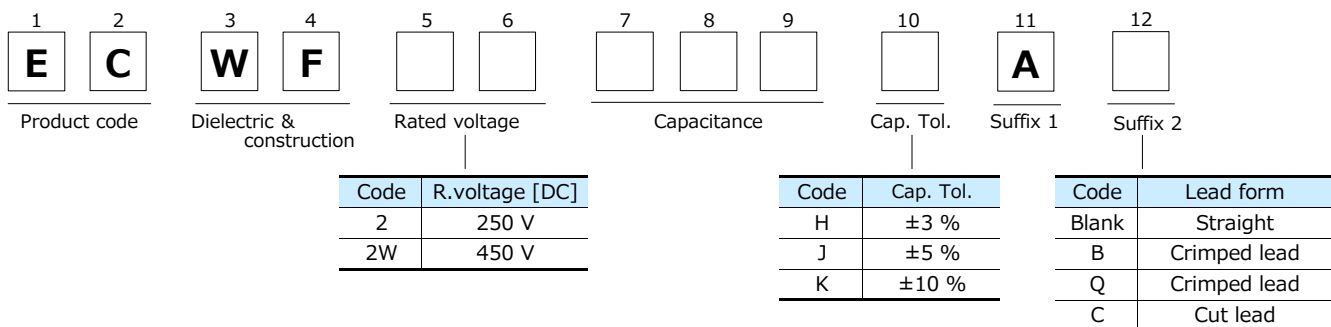 1 2 3 4 5 6 7 8 9 10 11 12
E C W F A
Product code Dielectric & construction Rated voltage Capacitance Cap. Tol. Suffix 1 Suffix 2
Code R.voltage [DC]
2 250 V
2W 450 V
Code Cap. Tol.
H ±3 %
J ±5 %
K ±10 %
Code Lead form
Blank Straight
B Crimped lead
Q Crimped lead
C Cut lead